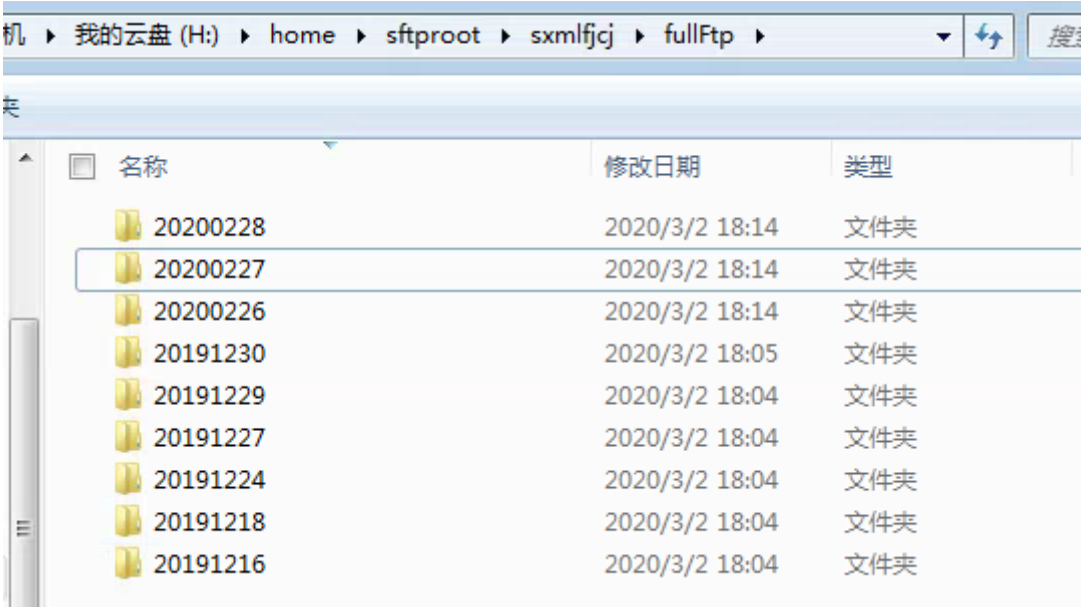 机 ▸ 我的云盘 (H:) ▸ home ▸ sftproot ▸ sxmlfjcj ▸ fullFtp ▸
夹
名称 修改日期 类型
20200228 2020/3/2 18:14 文件夹
20200227 2020/3/2 18:14 文件夹
20200226 2020/3/2 18:14 文件夹
20191230 2020/3/2 18:05 文件夹
20191229 2020/3/2 18:04 文件夹
20191227 2020/3/2 18:04 文件夹
20191224 2020/3/2 18:04 文件夹
20191218 2020/3/2 18:04 文件夹
20191216 2020/3/2 18:04 文件夹